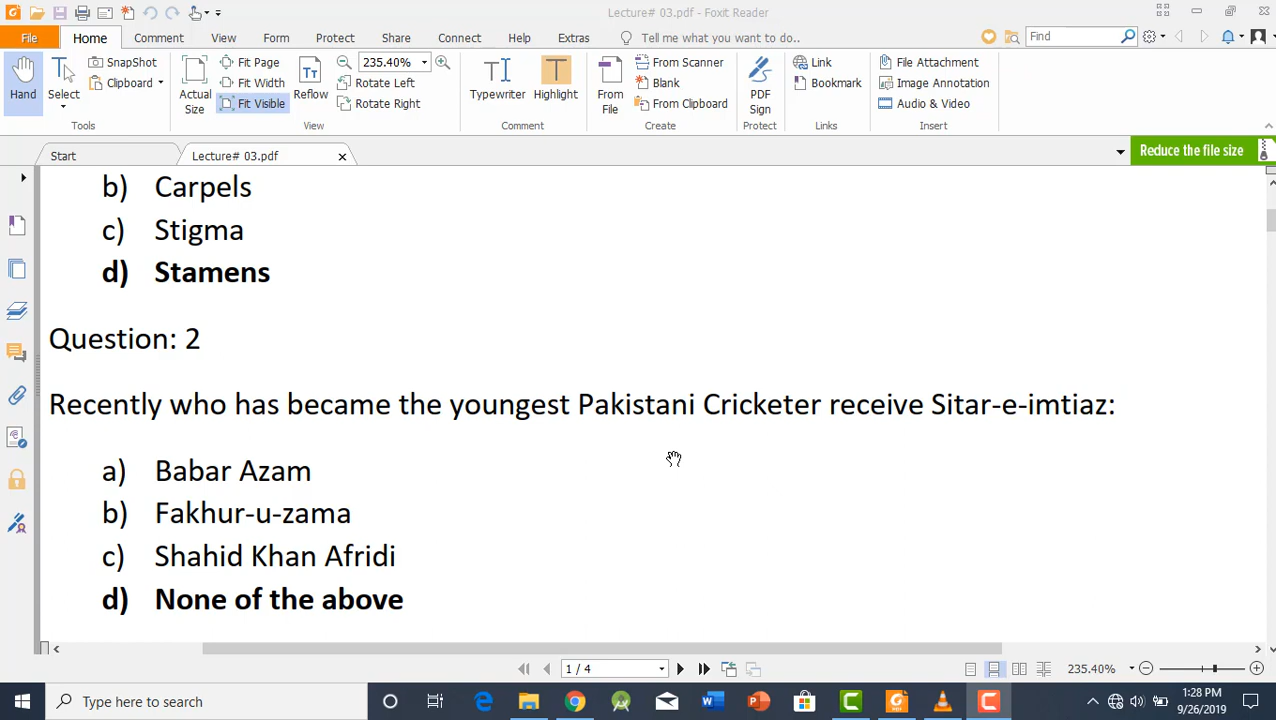 Lecture# 03.pdf - Foxit Reader
File Home Comment View Form Protect Share Connect Help Extras Tell me what you want to do... Find
Hand Select SnapShot Clipboard
Tools
Actual Size Fit Page Fit Width Fit Visible Reflow 235.40% Rotate Left Rotate Right
View
Typewriter Highlight
Comment
From File From Scanner Blank From Clipboard
Create
PDF Sign
Protect
Link Bookmark
Links
File Attachment Image Annotation Audio & Video
Insert
Start Lecture# 03.pdf Reduce the file size
b) Carpels
c) Stigma
d) Stamens
Question: 2
Recently who has became the youngest Pakistani Cricketer receive Sitar-e-imtiaz:
a) Babar Azam
b) Fakhur-u-zama
c) Shahid Khan Afridi
d) None of the above
1 / 4 235.40%
Type here to search 1:28 PM
9/26/2019